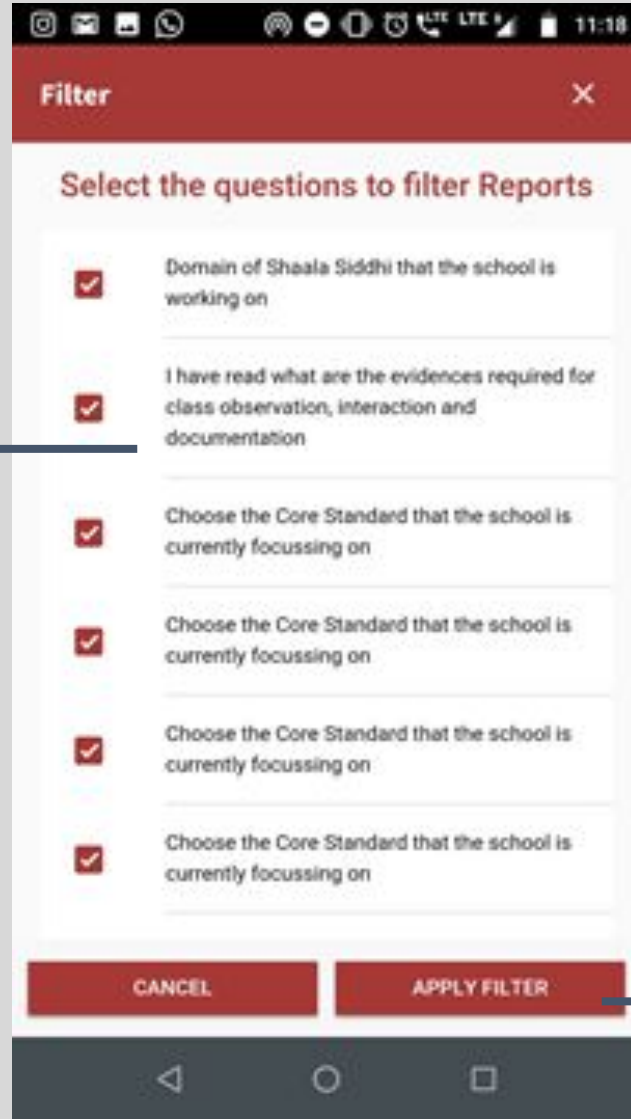 11:18
Filter
Select the questions to filter Reports
Domain of Shaala Siddhi that the school is
working on
I have read what are the evidences required for
class observation, interaction and
documentation
Choose the Core Standard that the school is
currently focussing on
Choose the Core Standard that the school is
currently focussing on
Choose the Core Standard that the school is
currently focussing on
Choose the Core Standard that the school is
currently focussing on
CANCEL APPLY FILTER